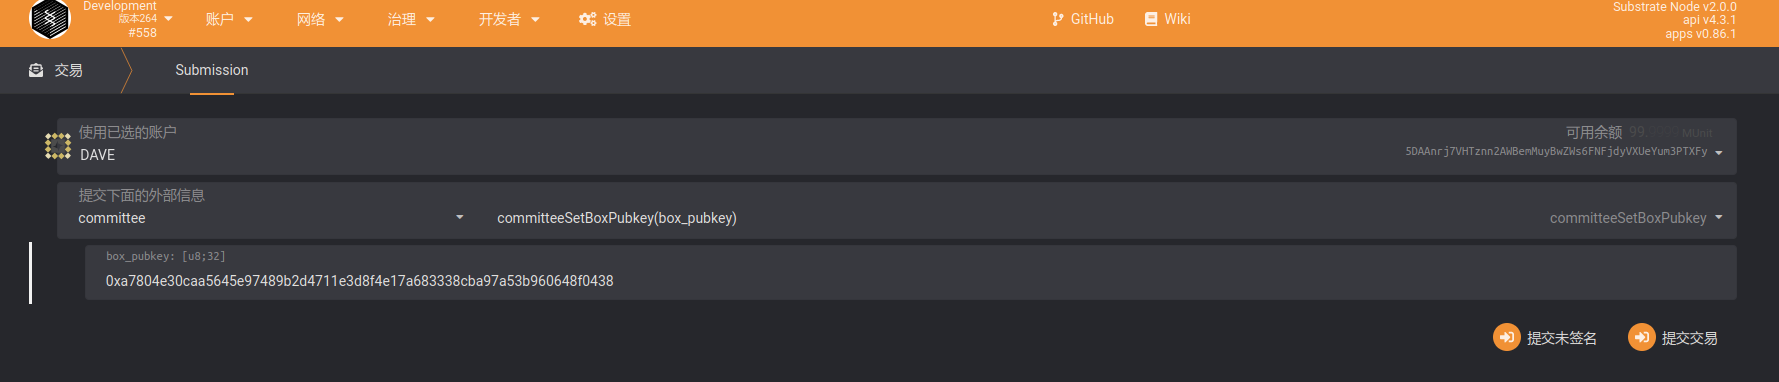 Development
版本264
#558
账户
网络
治理
开发者
设置
GitHub
Wiki
Substrate Node v2.0.0
api v4.3.1
apps v0.86.1
交易
Submission
使用已选的账户
可用余额 99. MUnit
DAVE
5DAAnrj7VHTznn2AWBemMuyBwZWs6FNFjdyVXUeYum3PTXFy
提交下面的外部信息
committee
committeeSetBoxPubkey(box_pubkey)
committeeSetBoxPubkey
box_pubkey: [u8;32]
0xa7804e30caa5645e97489b2d4711e3d8f4e17a683338cba97a53b960648f0438
提交未签名
提交交易